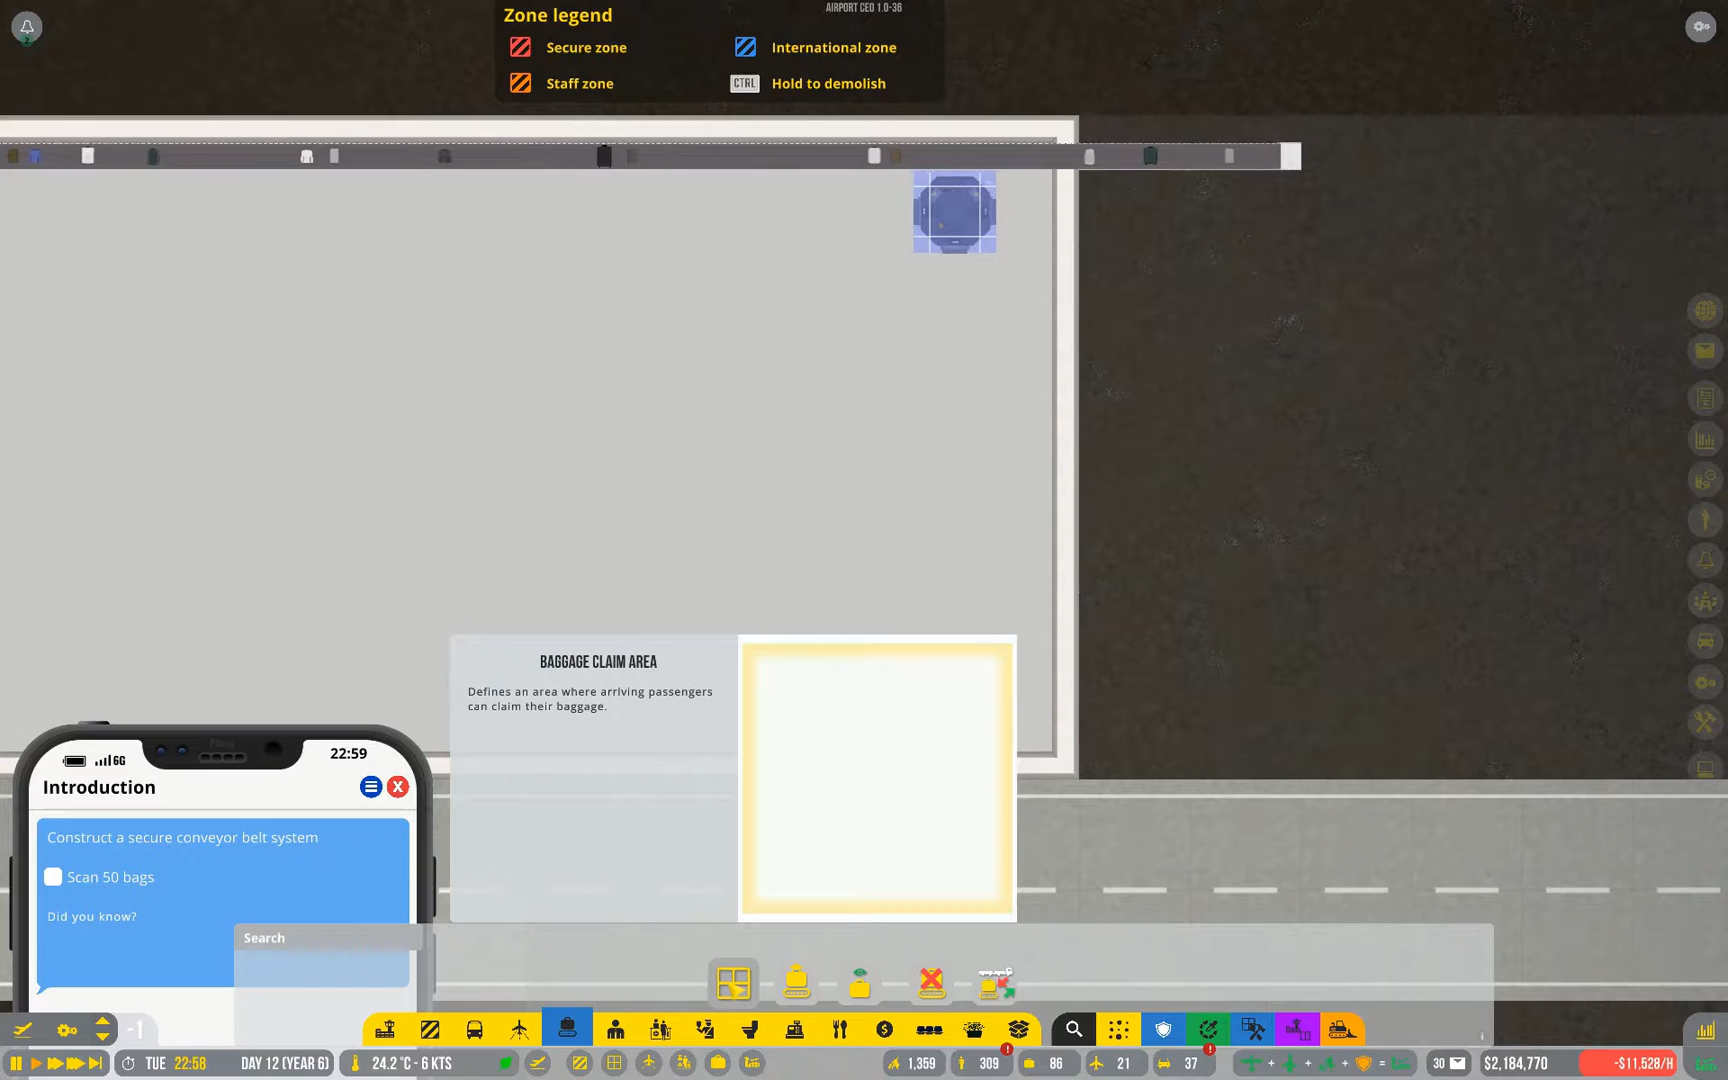 AIRPORT CEO 1.0-36
Zone legend
Secure zone
International zone
Staff zone
CTRL
Hold to demolish
BAGGAGE CLAIM AREA
Defines an area where arriving passengers
can claim their baggage.
6G
22:59
Introduction
Construct a secure conveyor belt system
Scan 50 bags
Did you know?
Search
-1
TUE 22:58
DAY 12 (YEAR 6)
24.2 °C - 6 KTS
1,359
309
86
21
37
30
$2,184,770
-$11,528/H